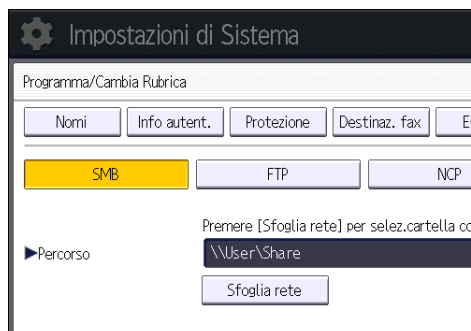 Impostazioni di Sistema
Programma/Cambia Rubrica
Nomi Info autent. Protezione Destinaz. fax
SMB FTP NCP
Premere [Sfoglia rete] per selez.cartella
Percorso \\User\Share
Sfoglia rete